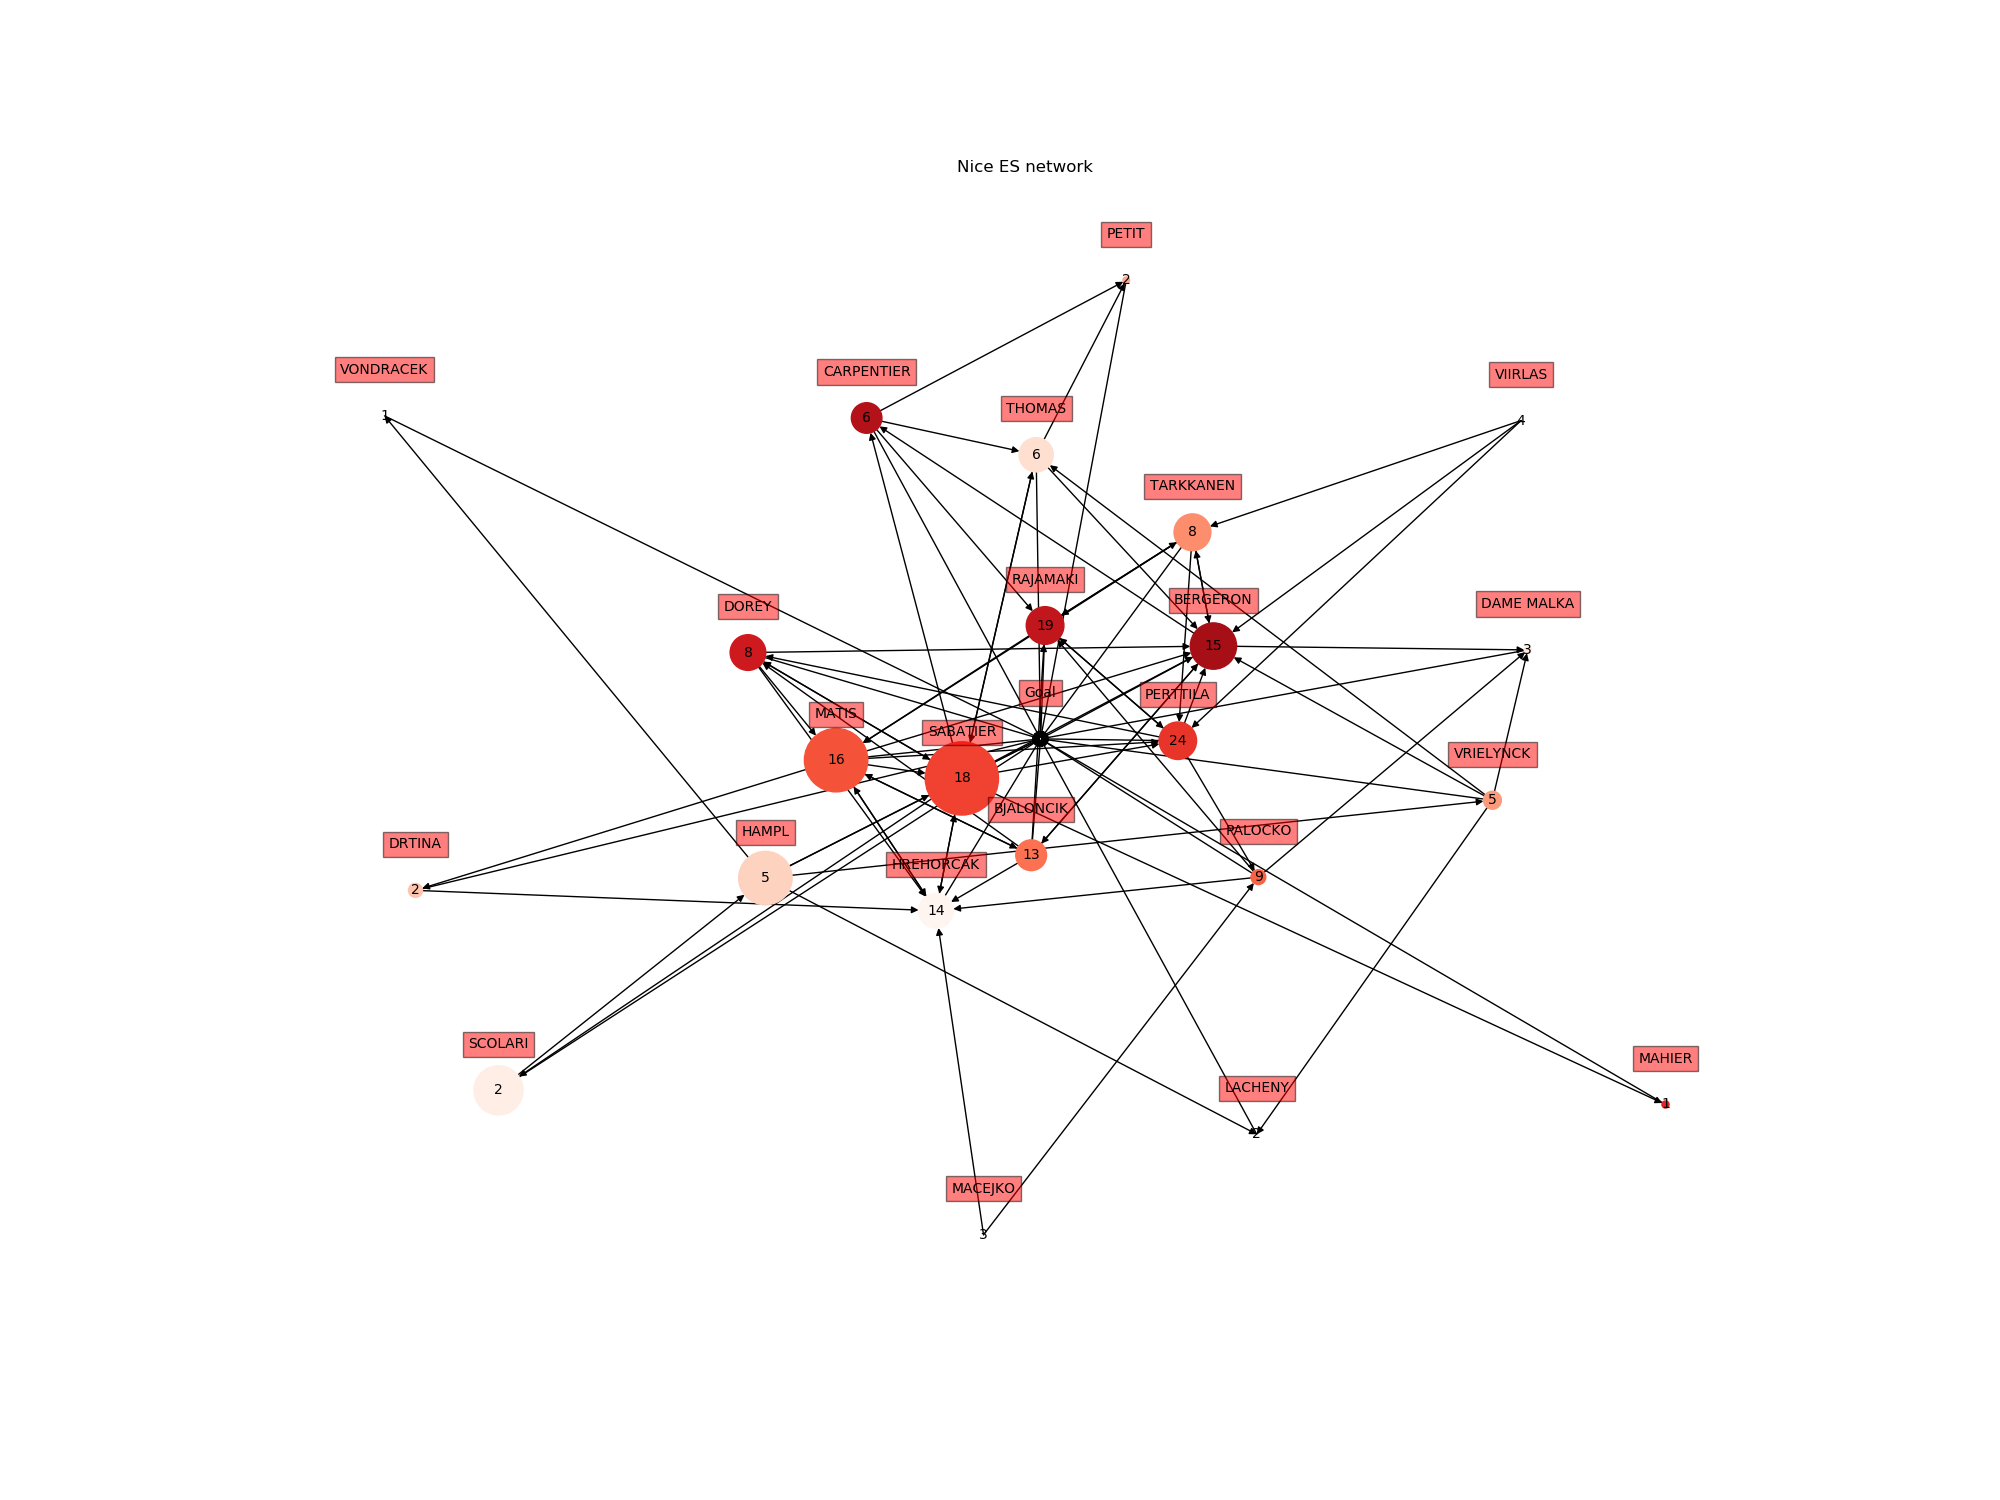 Nice ES network
PETIT
2
VONDRACEK
1
CARPENTIER
6
VIIRLAS
4
THOMAS
6
TARKKANEN
8
RAJAMAKI
19
BERGERON
15
DOREY
8
DAME MALKA
3
Goal
PERTTILA
24
MATIS
16
SABATIER
18
VRIELYNCK
5
BJALONCIK
13
PALOCKO
9
HAMPL
5
DRTINA
2
HREHORCAK
14
SCOLARI
2
MAHIER
1
LACHENY
2
MACEJKO
3